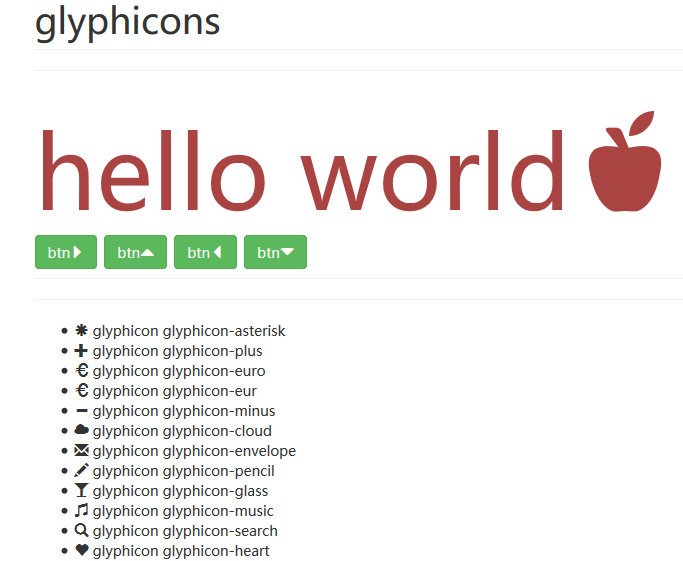 glyphicons
hello world
btn btn btn btn
glyphicon glyphicon-asterisk
glyphicon glyphicon-plus
glyphicon glyphicon-euro
glyphicon glyphicon-eur
glyphicon glyphicon-minus
glyphicon glyphicon-cloud
glyphicon glyphicon-envelope
glyphicon glyphicon-pencil
glyphicon glyphicon-glass
glyphicon glyphicon-music
glyphicon glyphicon-search
glyphicon glyphicon-heart